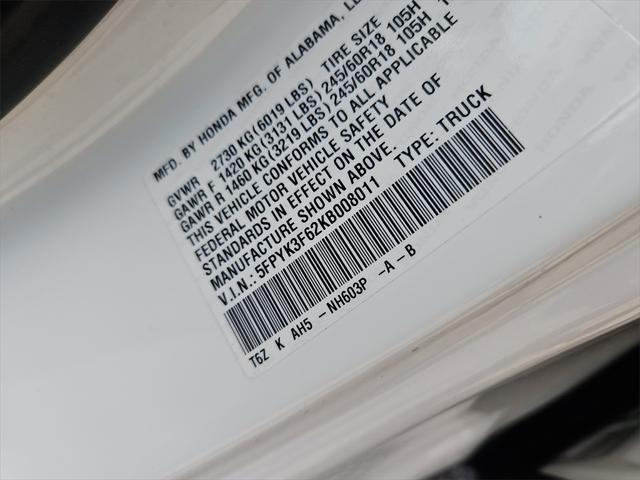 MFD. BY HONDA MFG. OF ALABAMA,
GVWR 2730 KG(6019 LBS) TIRE SIZE
GAWR F 1420 KG(3131 LBS) 245/60R18 105H
GAWR R 1460 KG(3219 LBS) 245/60R18 105H
THIS VEHICLE CONFORMS TO ALL APPLICABLE
FEDERAL MOTOR VEHICLE SAFETY
STANDARDS IN EFFECT ON THE DATE OF
MANUFACTURE SHOWN ABOVE.
V.I.N.: 5FPYK3F62KB008011 TYPE: TRUCK
T6Z K AH5 - NH603P -A-B